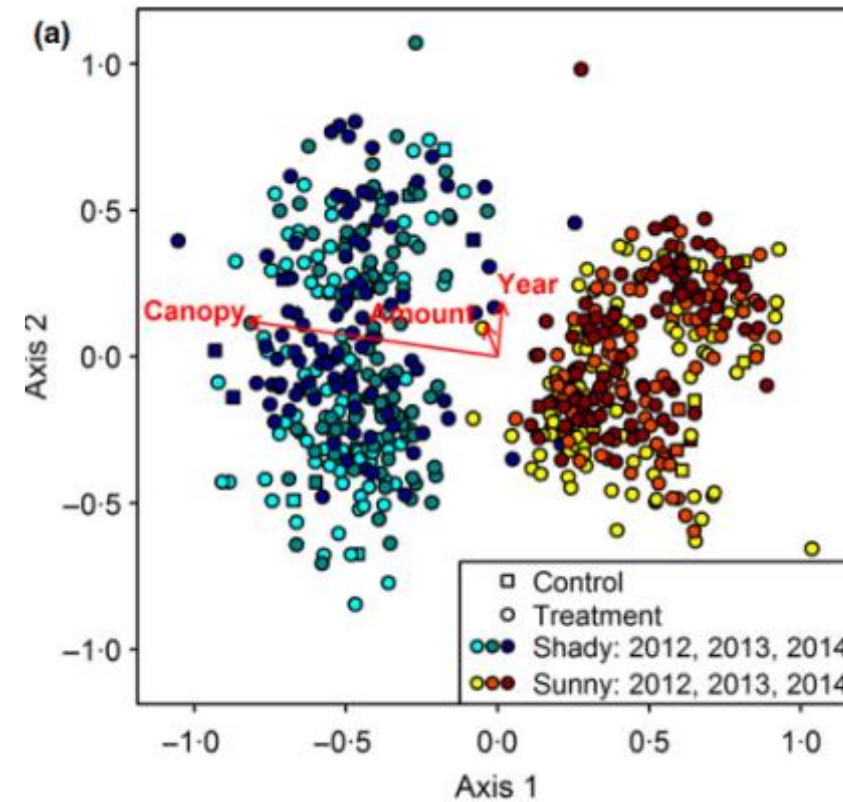 (a)
1·0
0·5
0·0
–0·5
–1·0
Axis 2
Canopy
Amount
Year
Control
Treatment
Shady: 2012, 2013, 2014
Sunny: 2012, 2013, 2014
–1·0 –0·5 0·0 0·5 1·0
Axis 1